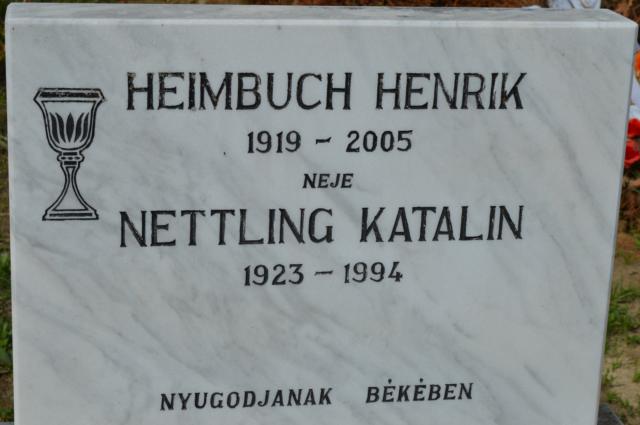 HEIMBUCH HENRIK
1919 - 2005
NEJE
NETTLING KATALIN
1923 - 1994
NYUGODJANAK BÉKÉBEN